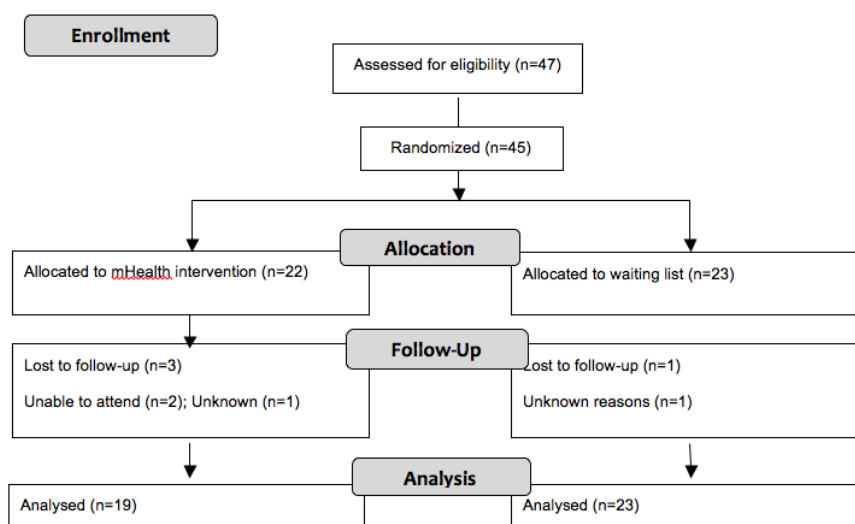 Enrollment
Assessed for eligibility (n=47)
Randomized (n=45)
Allocation
Allocated to mHealth intervention (n=22)
Allocated to waiting list (n=23)
Follow-Up
Lost to follow-up (n=3)
Unable to attend (n=2); Unknown (n=1)
Lost to follow-up (n=1)
Unknown reasons (n=1)
Analysis
Analysed (n=19)
Analysed (n=23)